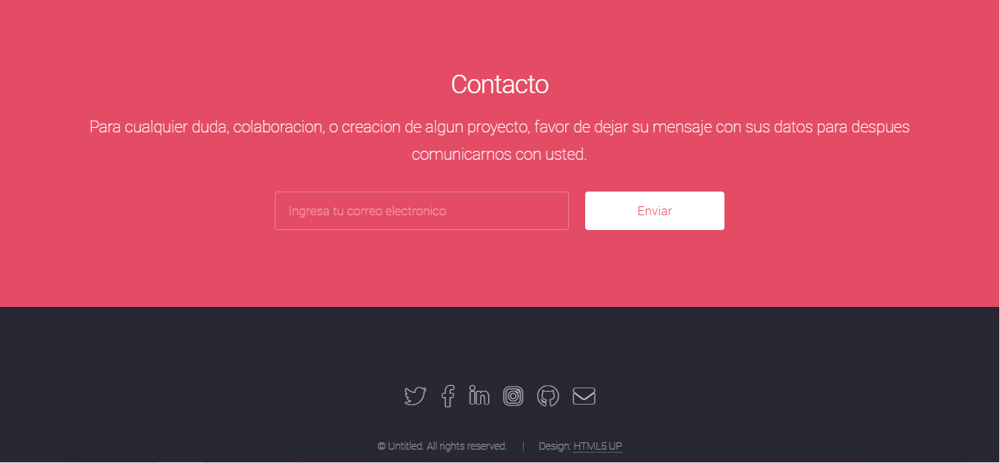 Contacto
Para cualquier duda, colaboracion, o creacion de algun proyecto, favor de dejar su mensaje con sus datos para despues
comunicarnos con usted.
Ingresa tu correo electronico
Enviar
© Untitled. All rights reserved. | Design: HTML5 UP